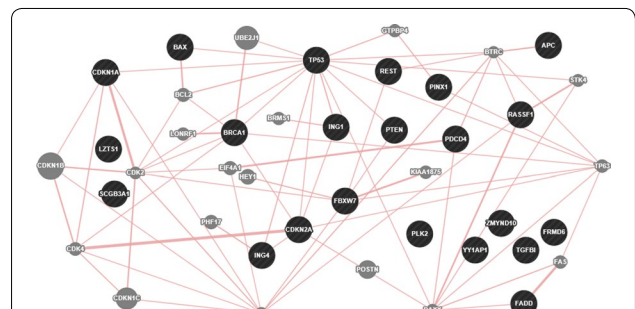 GTPBP4
UBE2J1
BAX
APC
BTRC
TP53
REST
CDKN1A
STK4
PINX1
BCL2
RASSF1
BRMS1
ING1
PTEN
LONRF1
BRCA1
PDCD4
LZTS1
CDKN1B
TP63
EIF4A1
CDK2
KIAA1875
HEY1
SCGB3A1
FBXW7
PHF17
ZMYND10
CDKN2A
FRMD6
PLK2
CDK4
YY1AP1
TGFBI
ING4
FAS
POSTN
CDKN1C
FADD